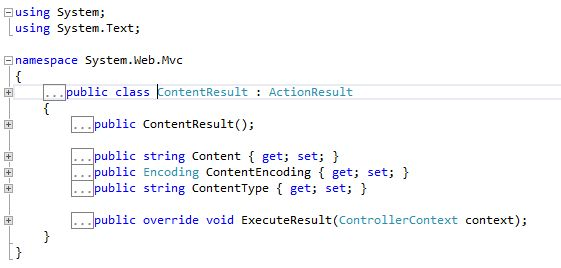 using System;
using System.Text;
namespace System.Web.Mvc
{
...public class ContentResult : ActionResult
{
...public ContentResult();
...public string Content { get; set; }
...public Encoding ContentEncoding { get; set; }
...public string ContentType { get; set; }
...public override void ExecuteResult(ControllerContext context);
}
}